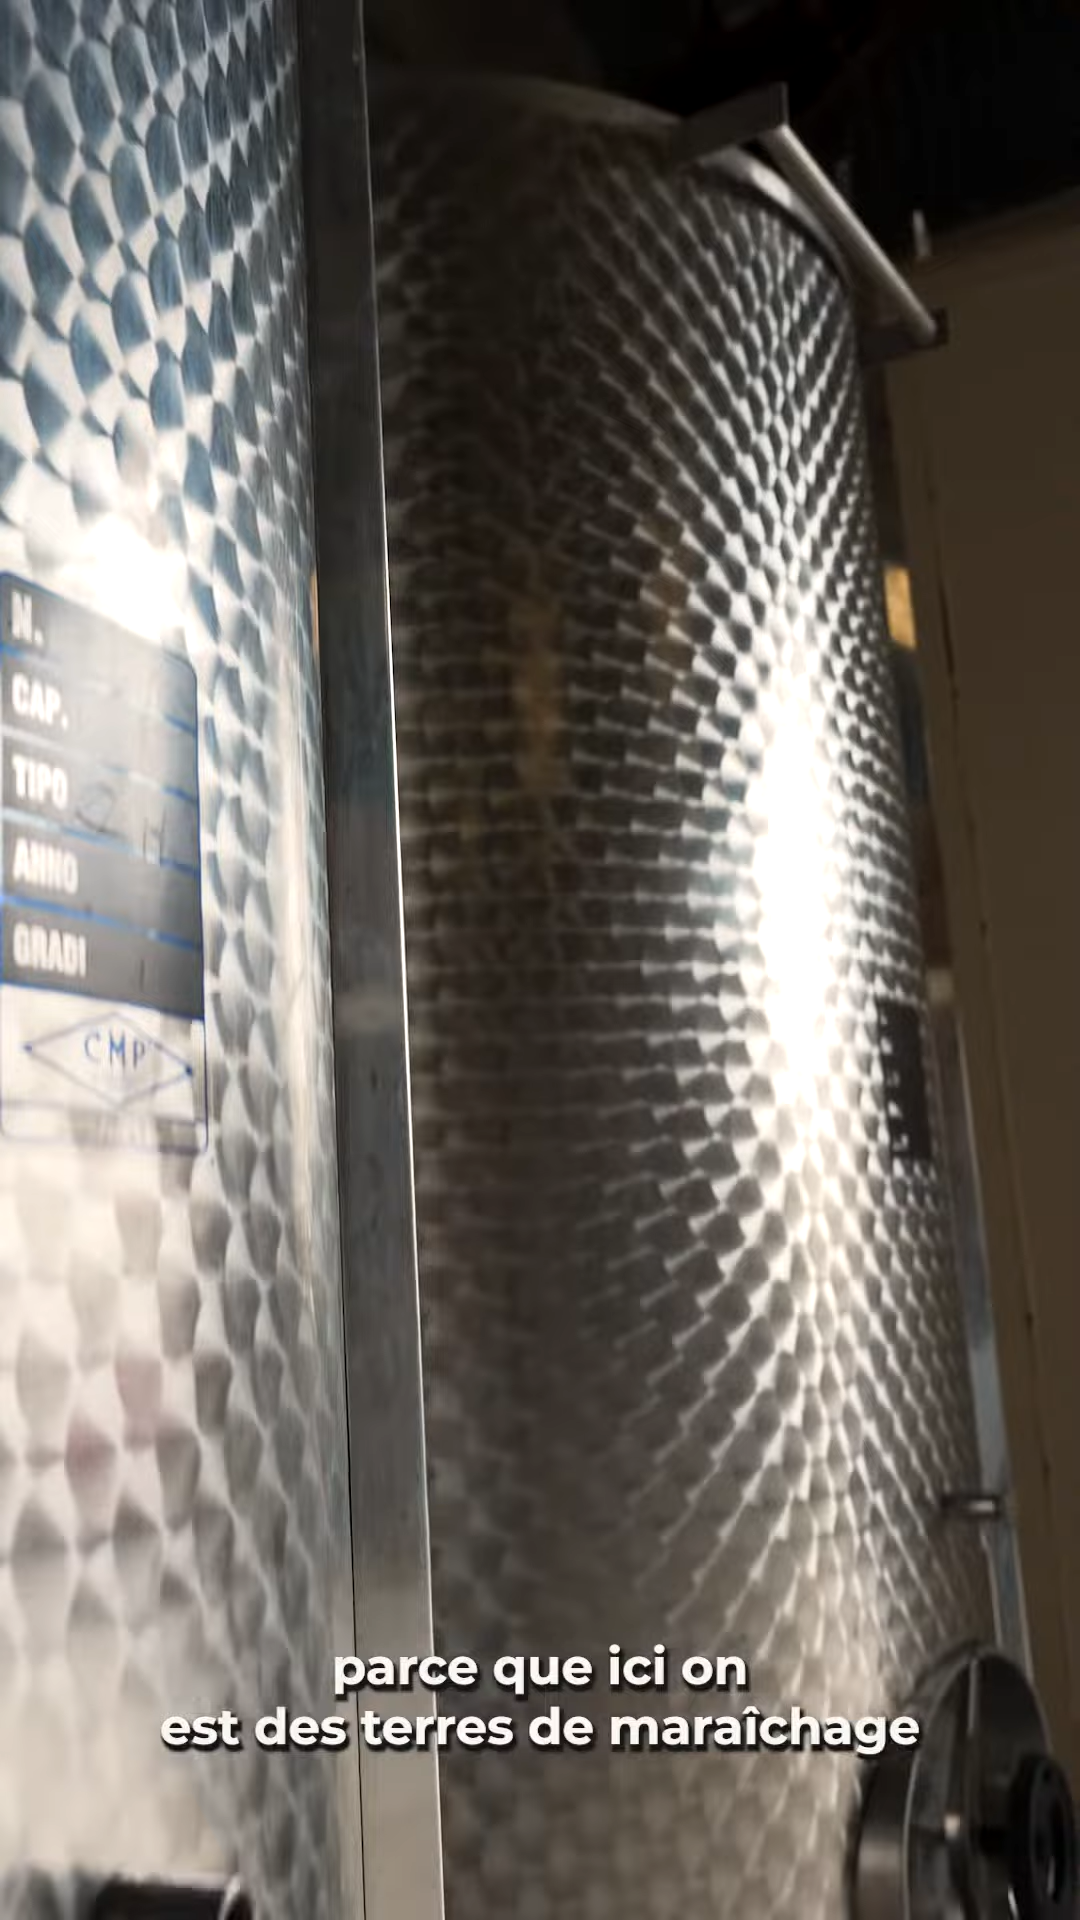 N.
CAP.
TIPO
ANNO
GRADI
CMP
parce que ici on
est des terres de maraîchage